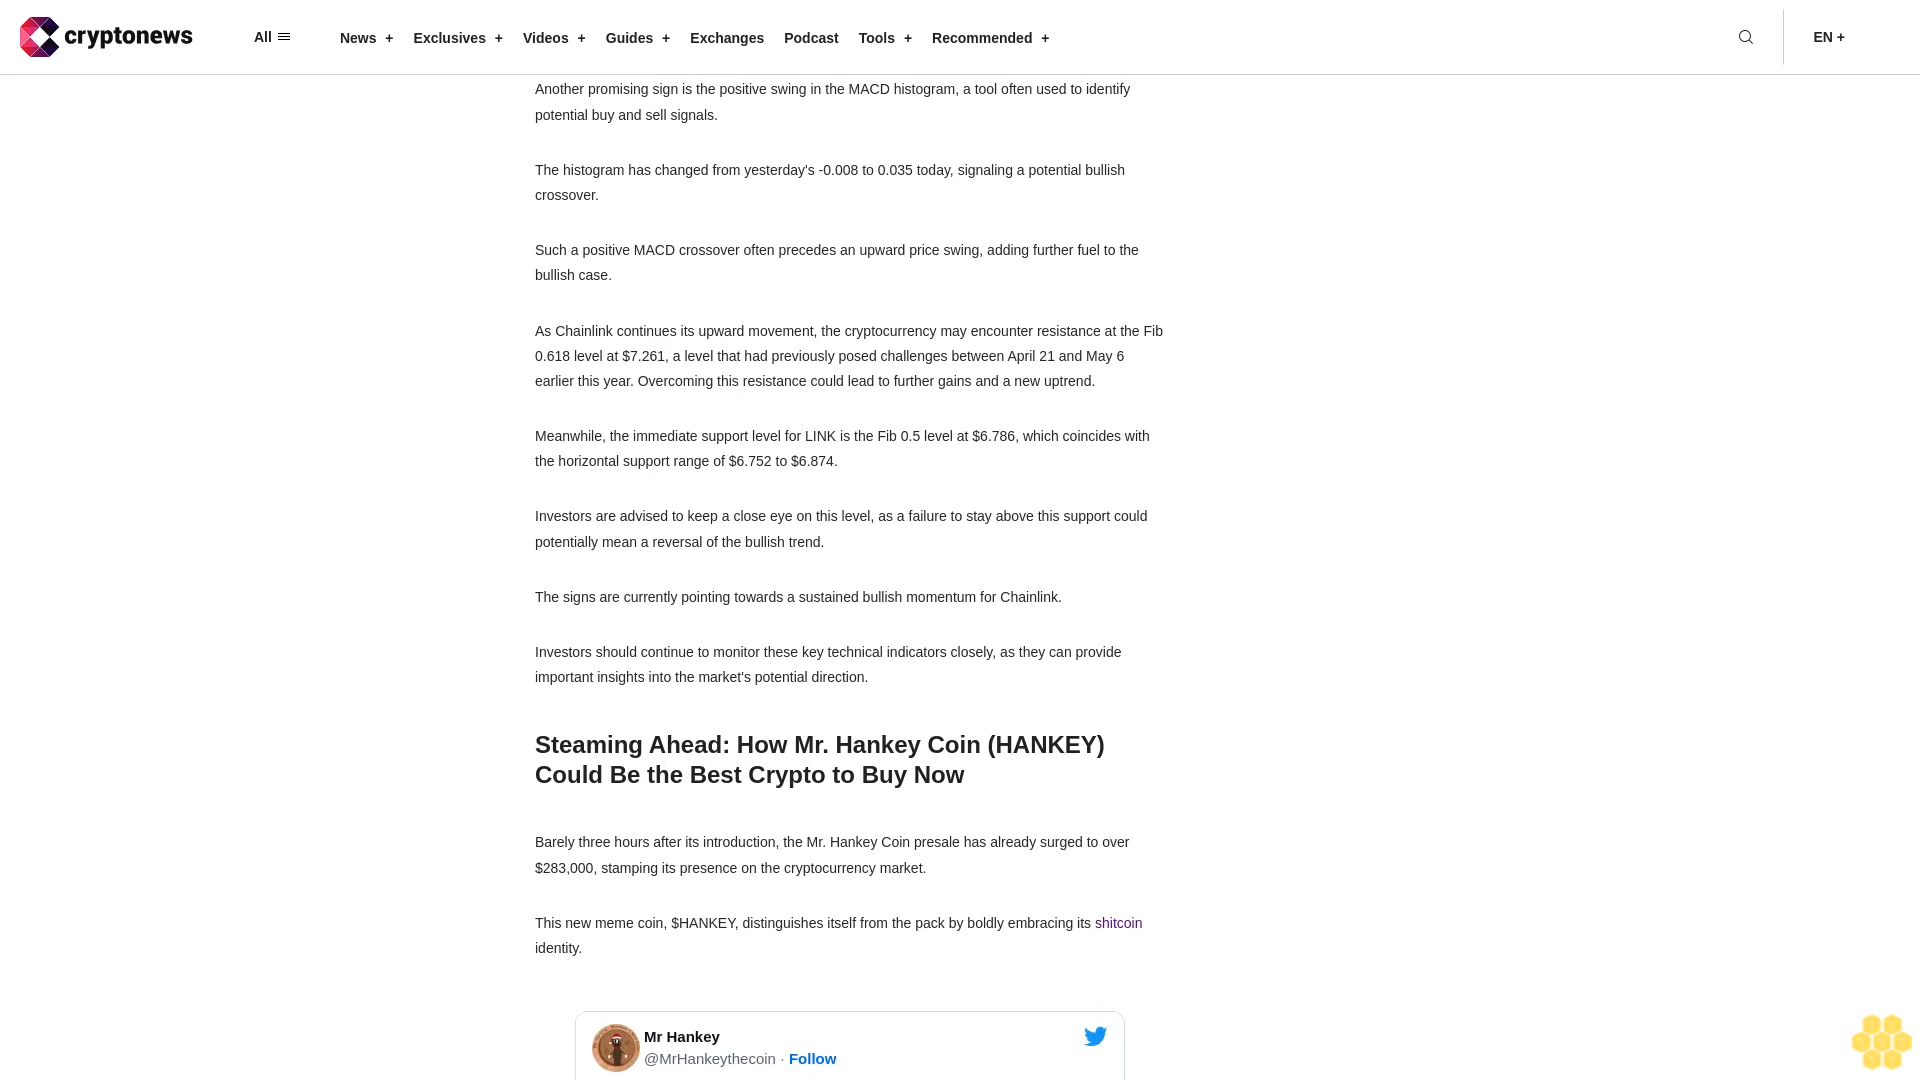 cryptonews
All
News +
Exclusives +
Videos +
Guides +
Exchanges
Podcast
Tools +
Recommended +
EN +
Another promising sign is the positive swing in the MACD histogram, a tool often used to identify
potential buy and sell signals.
The histogram has changed from yesterday's -0.008 to 0.035 today, signaling a potential bullish
crossover.
Such a positive MACD crossover often precedes an upward price swing, adding further fuel to the
bullish case.
As Chainlink continues its upward movement, the cryptocurrency may encounter resistance at the Fib
0.618 level at $7.261, a level that had previously posed challenges between April 21 and May 6
earlier this year. Overcoming this resistance could lead to further gains and a new uptrend.
Meanwhile, the immediate support level for LINK is the Fib 0.5 level at $6.786, which coincides with
the horizontal support range of $6.752 to $6.874.
Investors are advised to keep a close eye on this level, as a failure to stay above this support could
potentially mean a reversal of the bullish trend.
The signs are currently pointing towards a sustained bullish momentum for Chainlink.
Investors should continue to monitor these key technical indicators closely, as they can provide
important insights into the market's potential direction.
Steaming Ahead: How Mr. Hankey Coin (HANKEY)
Could Be the Best Crypto to Buy Now
Barely three hours after its introduction, the Mr. Hankey Coin presale has already surged to over
$283,000, stamping its presence on the cryptocurrency market.
This new meme coin, $HANKEY, distinguishes itself from the pack by boldly embracing its shitcoin
identity.
Mr Hankey
@MrHankeythecoin · Follow